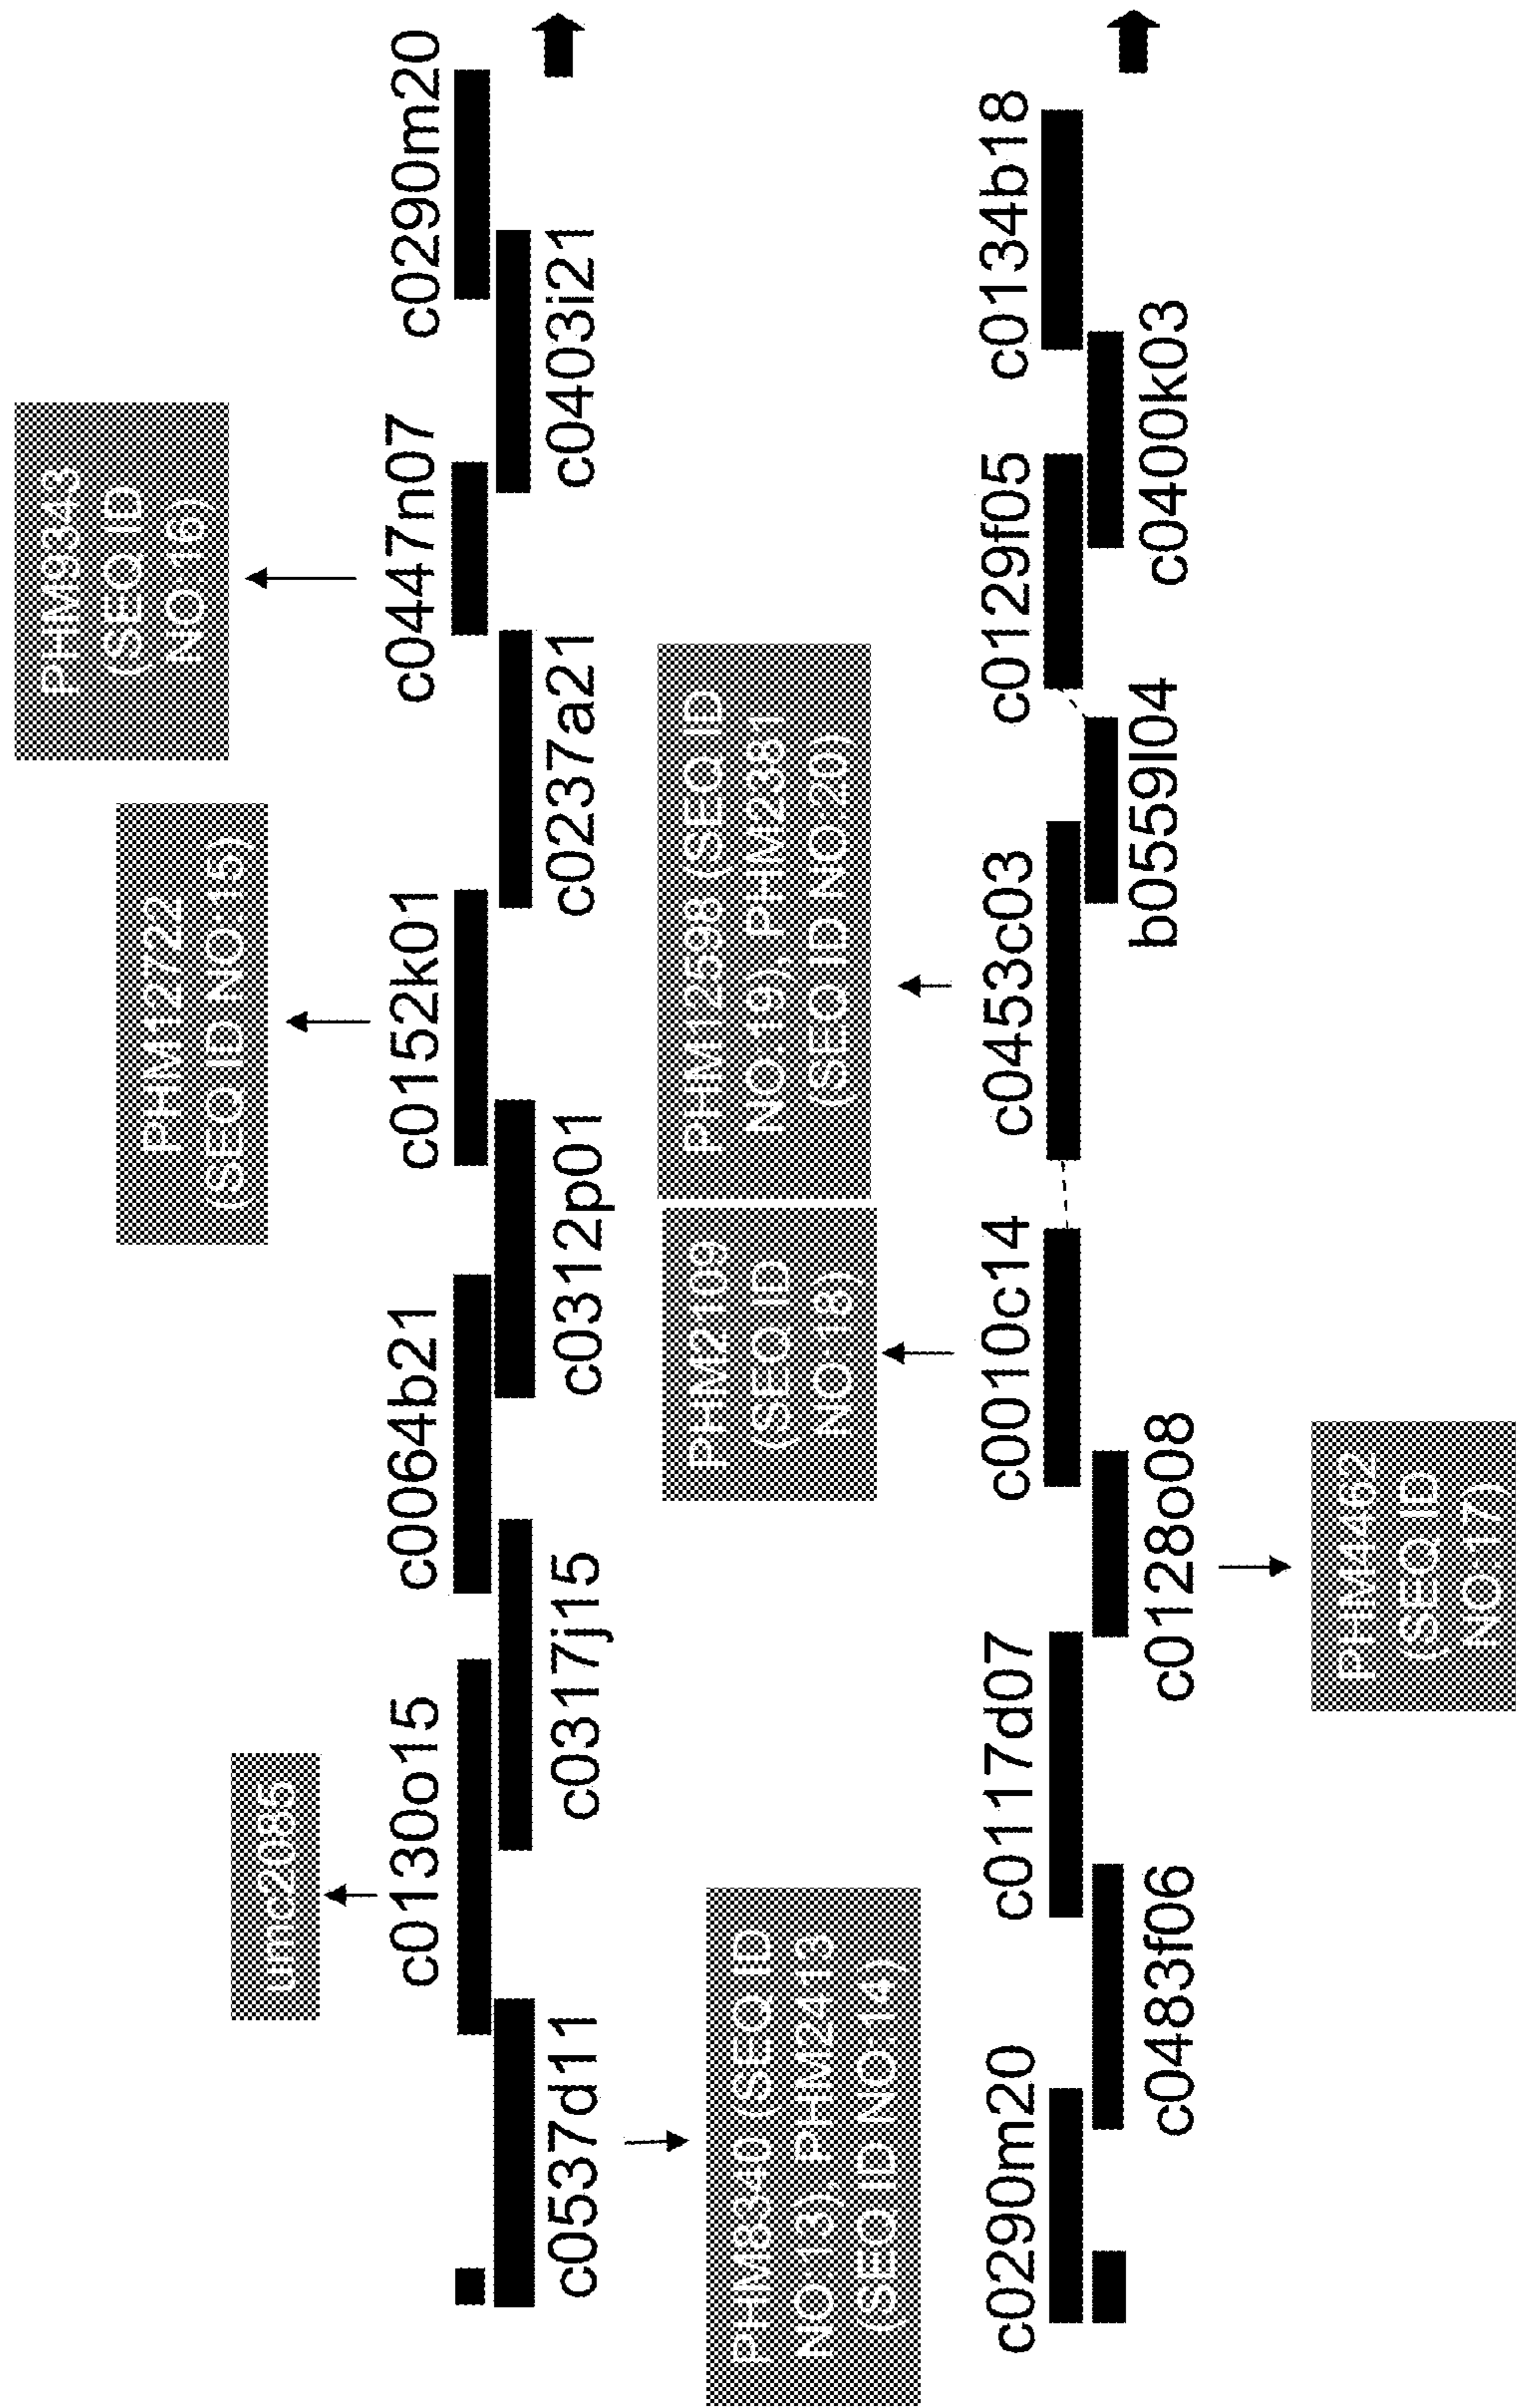 PHM9343
(SEQ ID
NO:16)
PHM12722
(SEQ ID NO:15)
umc2085
c0130o15
c0064b21
c0152k01
c0447n07
c0290m20
c0537d11
c0317j15
c0312p01
c0237a21
c0403i21
PHM8340 (SEQ ID
NO:13), PHM2413
(SEQ ID NO:14)
PHM2109
(SEQ ID
NO:18)
PHM12598 (SEQ ID
NO:19), PHM2381
(SEQ ID NO:20)
c0290m20
c0117d07
c0010c14
c0453c03
c0129f05
c0134b18
c0483f06
c0128o08
b0559l04
c0400k03
PHM4462
(SEQ ID
NO:17)